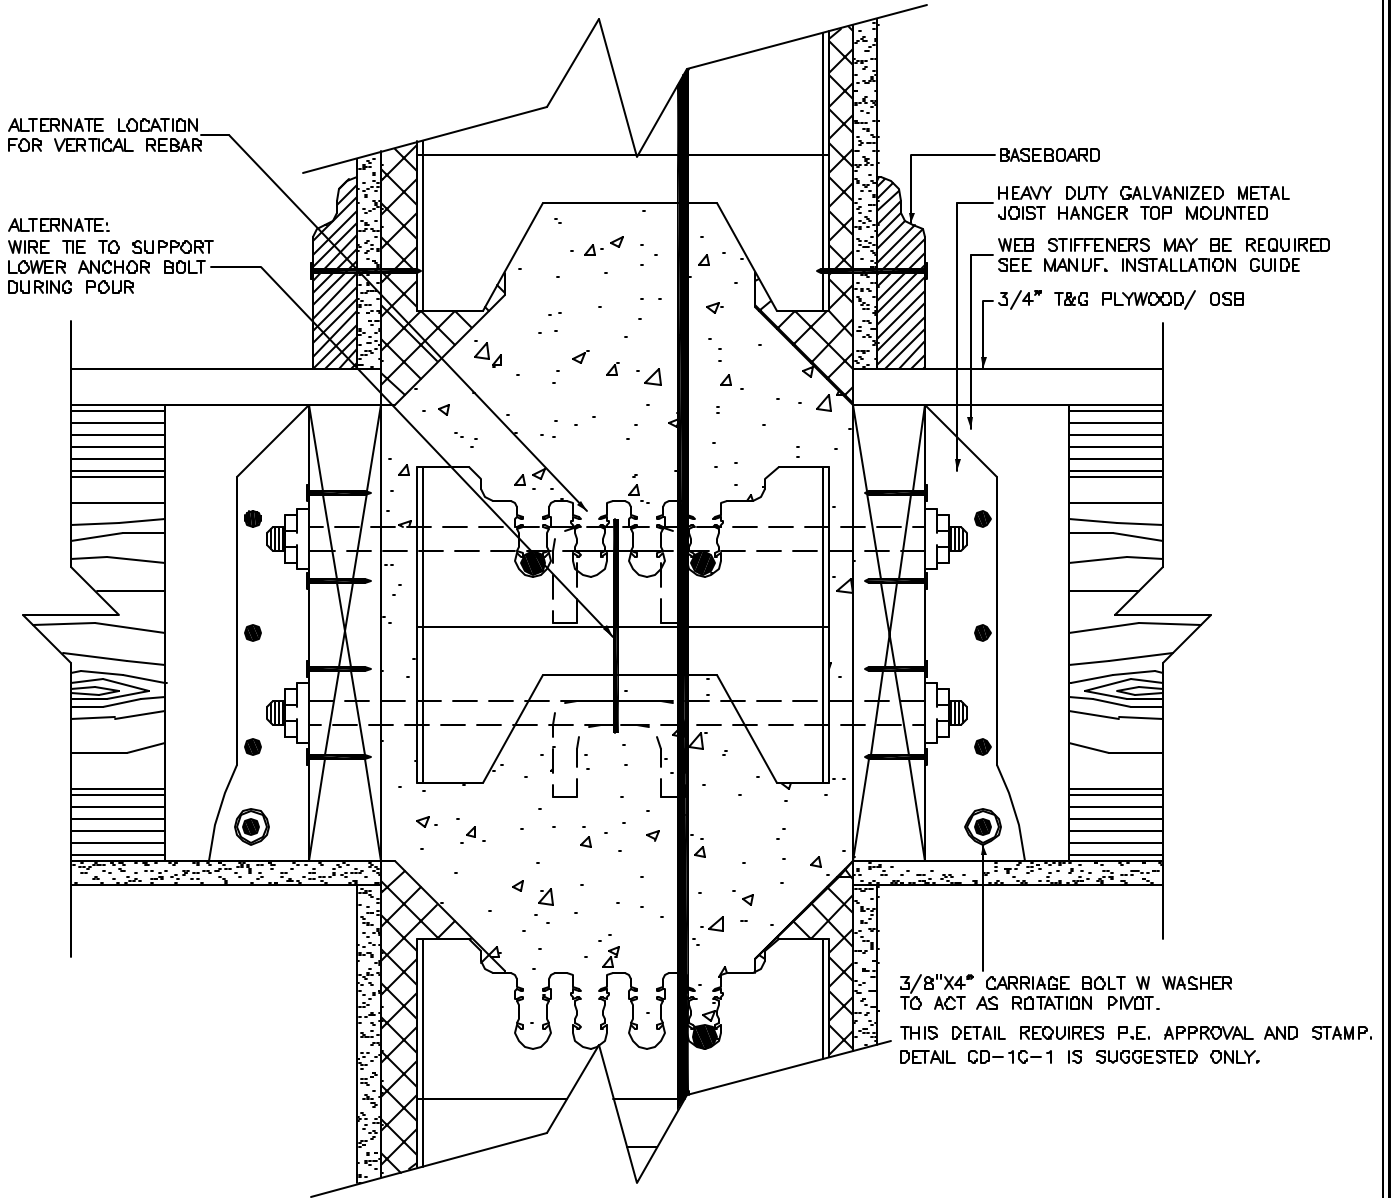 ALTERNATE LOCATION
FOR VERTICAL REBAR
ALTERNATE:
WIRE TIE TO SUPPORT
LOWER ANCHOR BOLT
DURING POUR
BASEBOARD
HEAVY DUTY GALVANIZED METAL
JOIST HANGER TOP MOUNTED
WEB STIFFENERS MAY BE REQUIRED
SEE MANUF. INSTALLATION GUIDE
3/4" T&G PLYWOOD/ OSB
3/8"X4" CARRIAGE BOLT W WASHER
TO ACT AS ROTATION PIVOT.
THIS DETAIL REQUIRES P.E. APPROVAL AND STAMP.
DETAIL CD-1C-1 IS SUGGESTED ONLY.